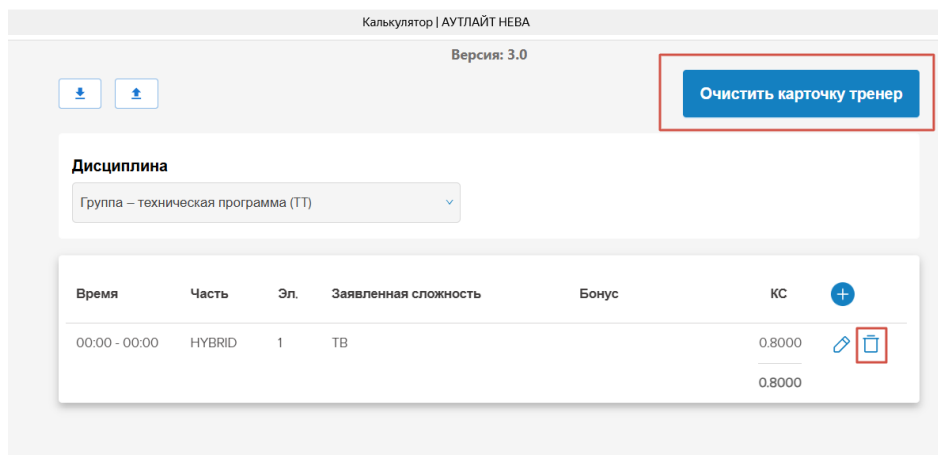 Калькулятор | АУТЛАЙТ НЕВА
Версия: 3.0
Очистить карточку тренер
Дисциплина
Группа – техническая программа (ТТ)
Время Часть Эл. Заявленная сложность Бонус КС
00:00 - 00:00 HYBRID 1 TB 0.8000
0.8000